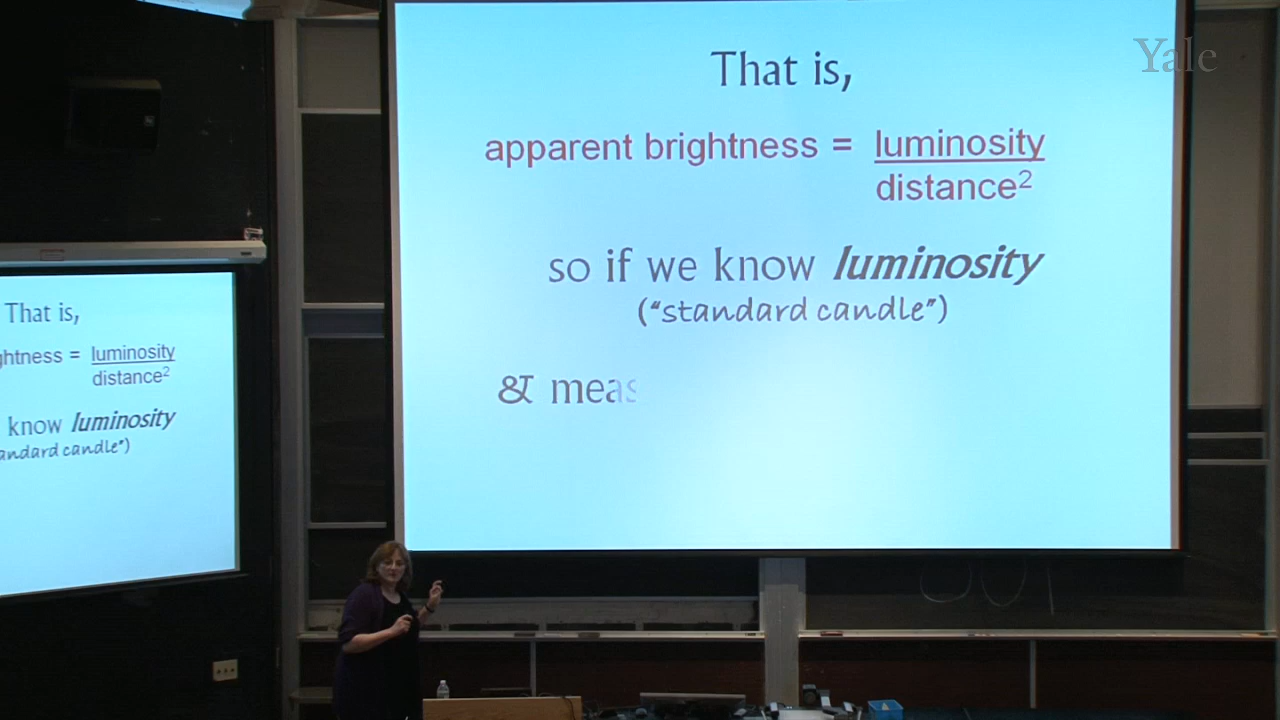 Yale
That is,
apparent brightness = luminosity
distance²
so if we know luminosity
("standard candle")
& meas
That is,
ghtness = luminosity
distance²
know luminosity
andard candle")